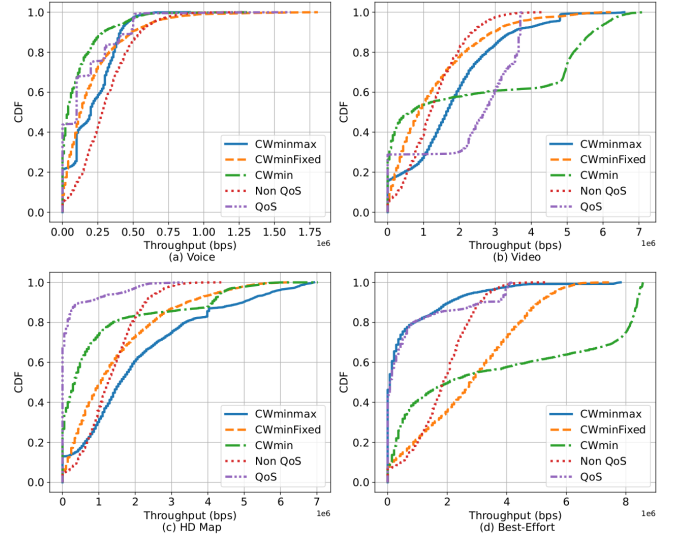 1.0
0.8
0.6
0.4
0.2
0.0
CDF
CWminmax
CWminFixed
CWmin
Non QoS
QoS
0.00 0.25 0.50 0.75 1.00 1.25 1.50 1.75
1e6
Throughput (bps)
(a) Voice
1.0
0.8
0.6
0.4
0.2
0.0
CDF
CWminmax
CWminFixed
CWmin
Non QoS
QoS
0 1 2 3 4 5 6 7
1e6
Throughput (bps)
(b) Video
1.0
0.8
0.6
0.4
0.2
0.0
CDF
CWminmax
CWminFixed
CWmin
Non QoS
QoS
0 1 2 3 4 5 6 7
1e6
Throughput (bps)
(c) HD Map
1.0
0.8
0.6
0.4
0.2
0.0
CDF
CWminmax
CWminFixed
CWmin
Non QoS
QoS
0 2 4 6 8
1e6
Throughput (bps)
(d) Best-Effort